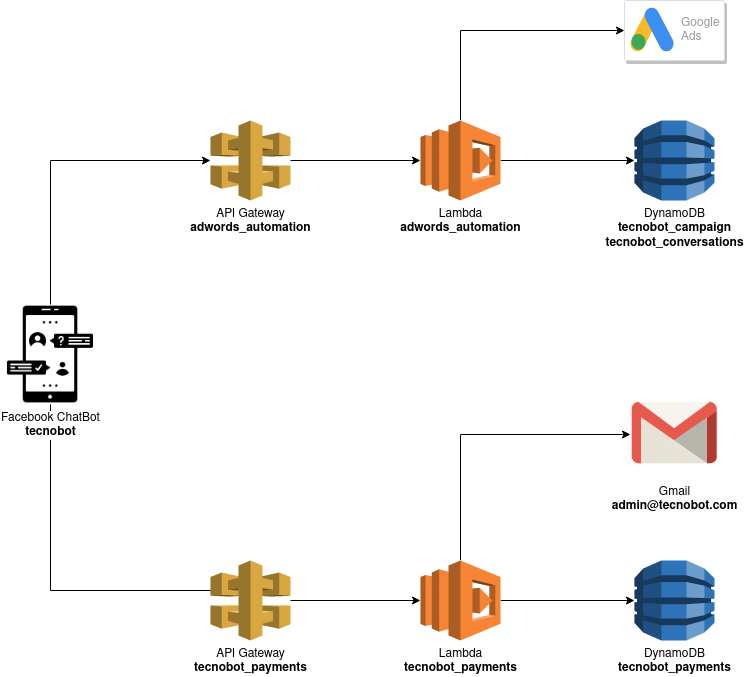 Google
Ads
API Gateway
adwords_automation
Lambda
adwords_automation
DynamoDB
tecnobot_campaign
tecnobot_conversations
?
Facebook ChatBot
tecnobot
Gmail
admin@tecnobot.com
API Gateway
tecnobot_payments
Lambda
tecnobot_payments
DynamoDB
tecnobot_payments